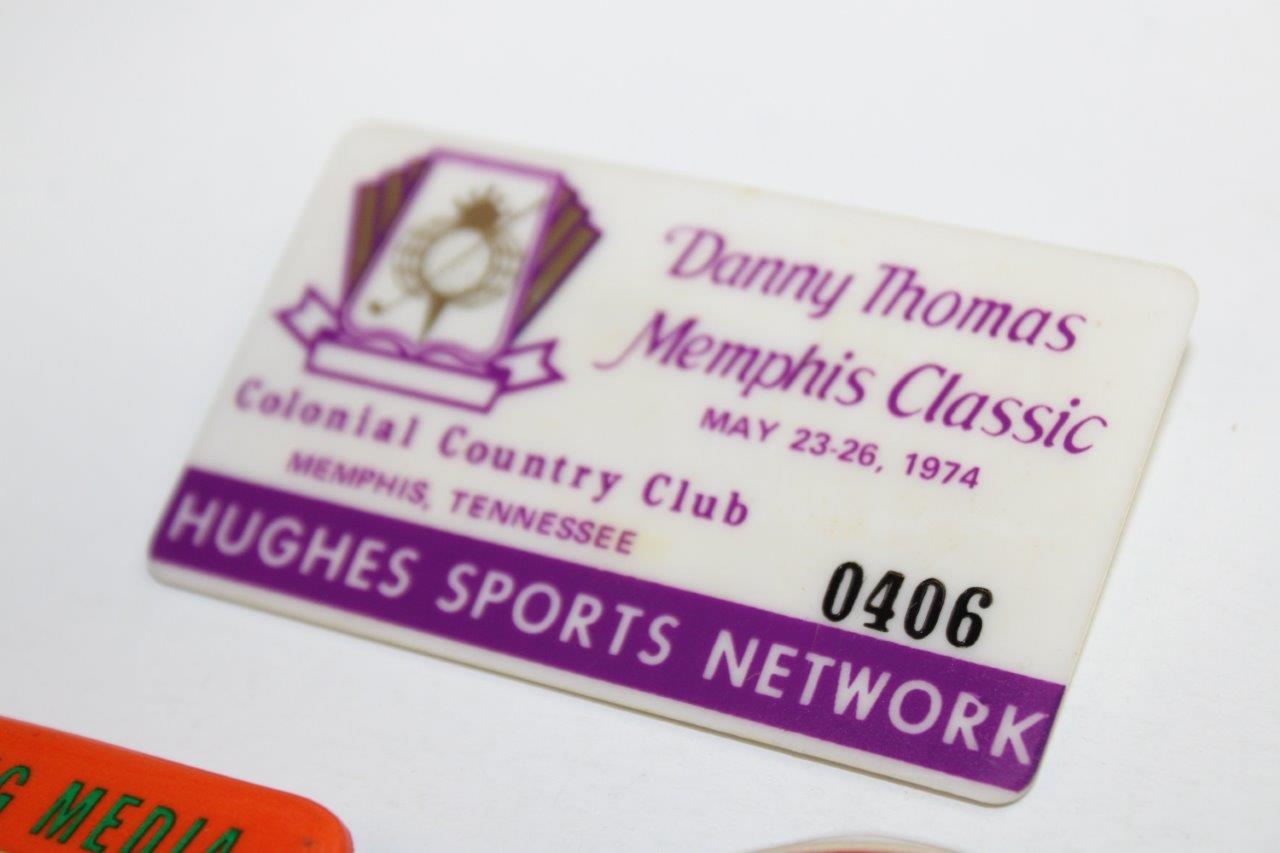 Danny Thomas
Memphis Classic
MAY 23-26, 1974
Colonial Country Club
MEMPHIS, TENNESSEE
0406
HUGHES SPORTS NETWORK
MEDIA